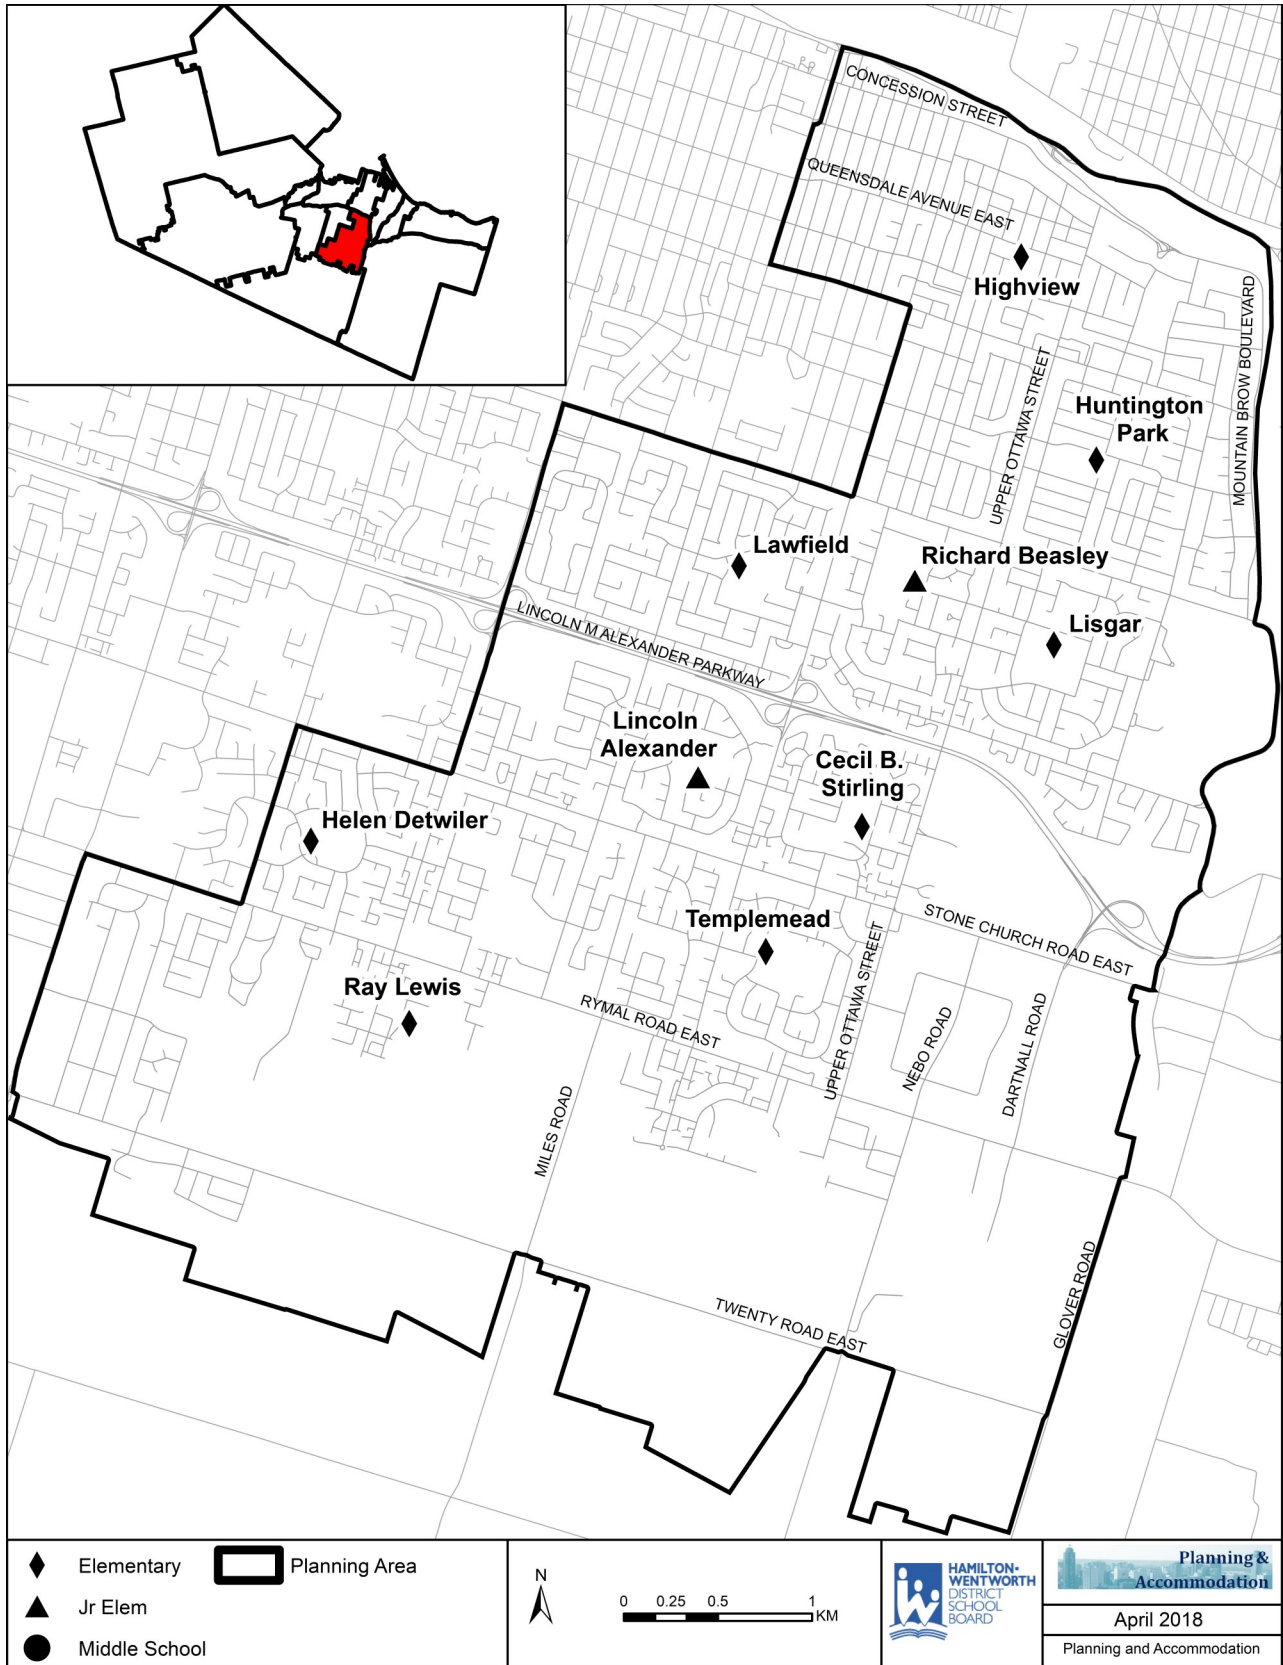 CONCESSION STREET
QUEENSDALE AVENUE EAST
Highview
MOUNTAIN BROW BOULEVARD
UPPER OTTAWA STREET
Huntington
Park
Lawfield
Richard Beasley
LINCOLN M ALEXANDER PARKWAY
Lisgar
Lincoln
Alexander
Cecil B.
Stirling
Helen Detwiler
Templemead
STONE CHURCH ROAD EAST
UPPER OTTAWA STREET
Ray Lewis
RYMAL ROAD EAST
NEBO ROAD
DARTNALL ROAD
MILES ROAD
GLOVER ROAD
TWENTY ROAD EAST
Elementary
Planning Area
Jr Elem
Middle School
N
0 0.25 0.5 1
KM
HAMILTON-
WENTWORTH
DISTRICT
SCHOOL
BOARD
Planning &
Accommodation
April 2018
Planning and Accommodation